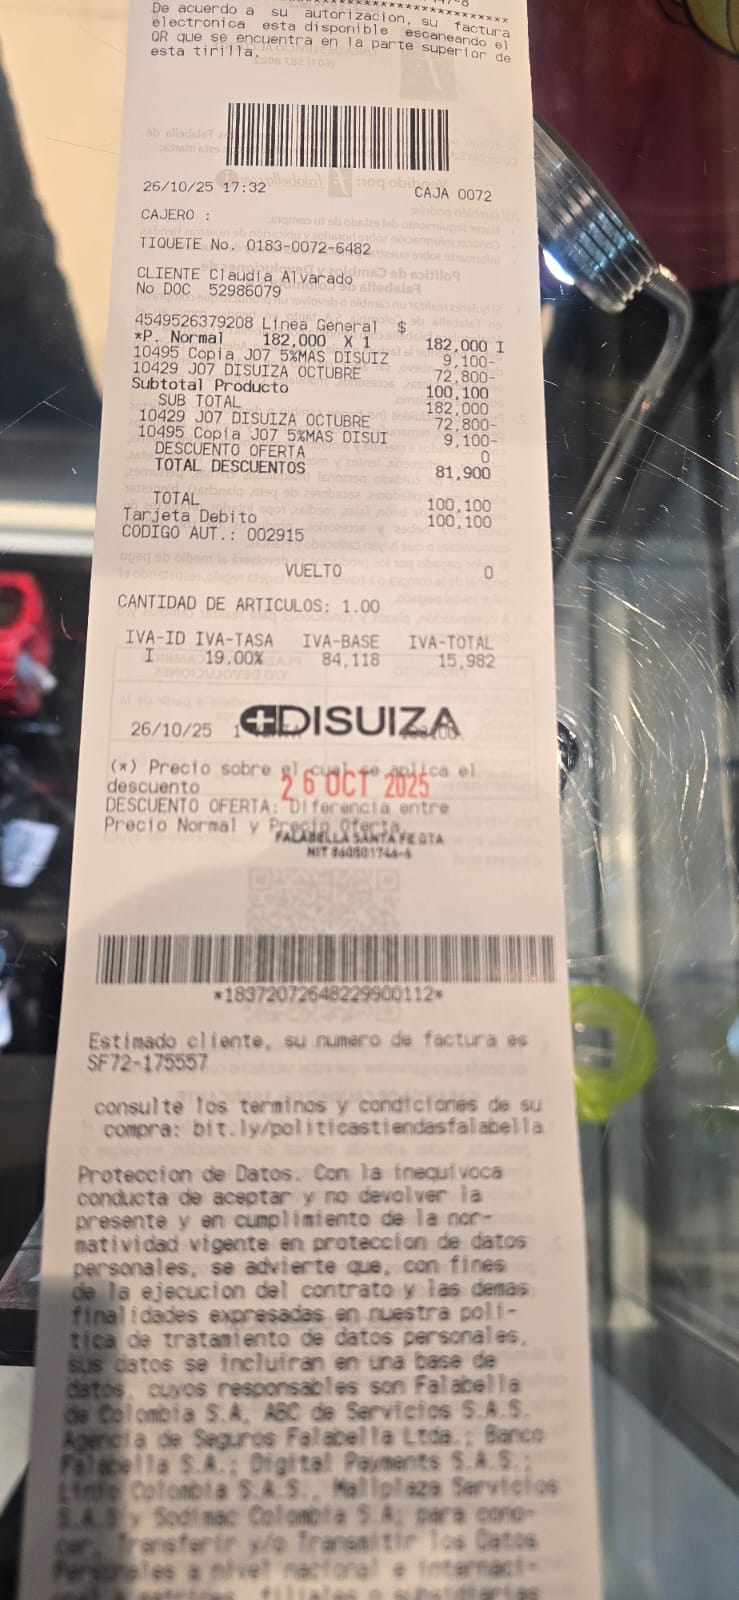 De acuerdo a su autorizacion, su factura
electronica esta disponible escaneando el
QR que se encuentra en la parte superior de
esta tirilla.
26/10/25 17:32 CAJA 0072
CAJERO :
TIQUETE No. 0183-0072-6482
CLIENTE Claudia Alvarado
No DOC 52986079
4549526379208 Linea General $
*P. Normal 182,000 X 1 182,000 I
10495 Copia J07 5%MAS DISUIZ 9,100-
10429 J07 DISUIZA OCTUBRE 72,800-
Subtotal Producto 100,100
SUB TOTAL 182,000
10429 J07 DISUIZA OCTUBRE 72,800-
10495 Copia J07 5%MAS DISUI 9,100-
DESCUENTO OFERTA 0
TOTAL DESCUENTOS 81,900
TOTAL 100,100
Tarjeta Debito 100,100
CODIGO AUT.: 002915
VUELTO 0
CANTIDAD DE ARTICULOS: 1.00
IVA-ID IVA-TASA IVA-BASE IVA-TOTAL
I 19.00% 84,118 15,982
DISUIZA
26/10/25
(*) Precio sobre el cual se aplica el
descuento
26 OCT 2025
DESCUENTO OFERTA: Diferencia entre
Precio Normal y Precio Oferta.
FALABELLA SANTA FE BTA
NIT 860501744-6
*183720726482299001 12*
Estimado cliente, su numero de factura es
SF72-175557
consulte los terminos y condiciones de su
compra: bit.ly/politicastiendasfalabella
Proteccion de Datos. Con la inequivoca
conducta de aceptar y no devolver la
presente y en cumplimiento de la nor-
matividad vigente en proteccion de datos
personales, se advierte que, con fines
de la ejecucion del contrato y las demas
finalidades expresadas en nuestra poli-
tica de tratamiento de datos personales,
sus datos se incluiran en una base de
datos, cuyos responsables son Falabella
de Colombia S.A, ABC de Servicios S.A.S.
Agencia de Seguros Falabella Ltda.; Banco
Falabella S.A.; Digital Payments S.A.S.;
Linio Colombia S.A.S., Mallplaza Servicios
S.A.S y Sodimac Colombia S.A; para cono-
cer, Transferir y/o Transmitir los Datos
Personales a nivel nacional e internaci-